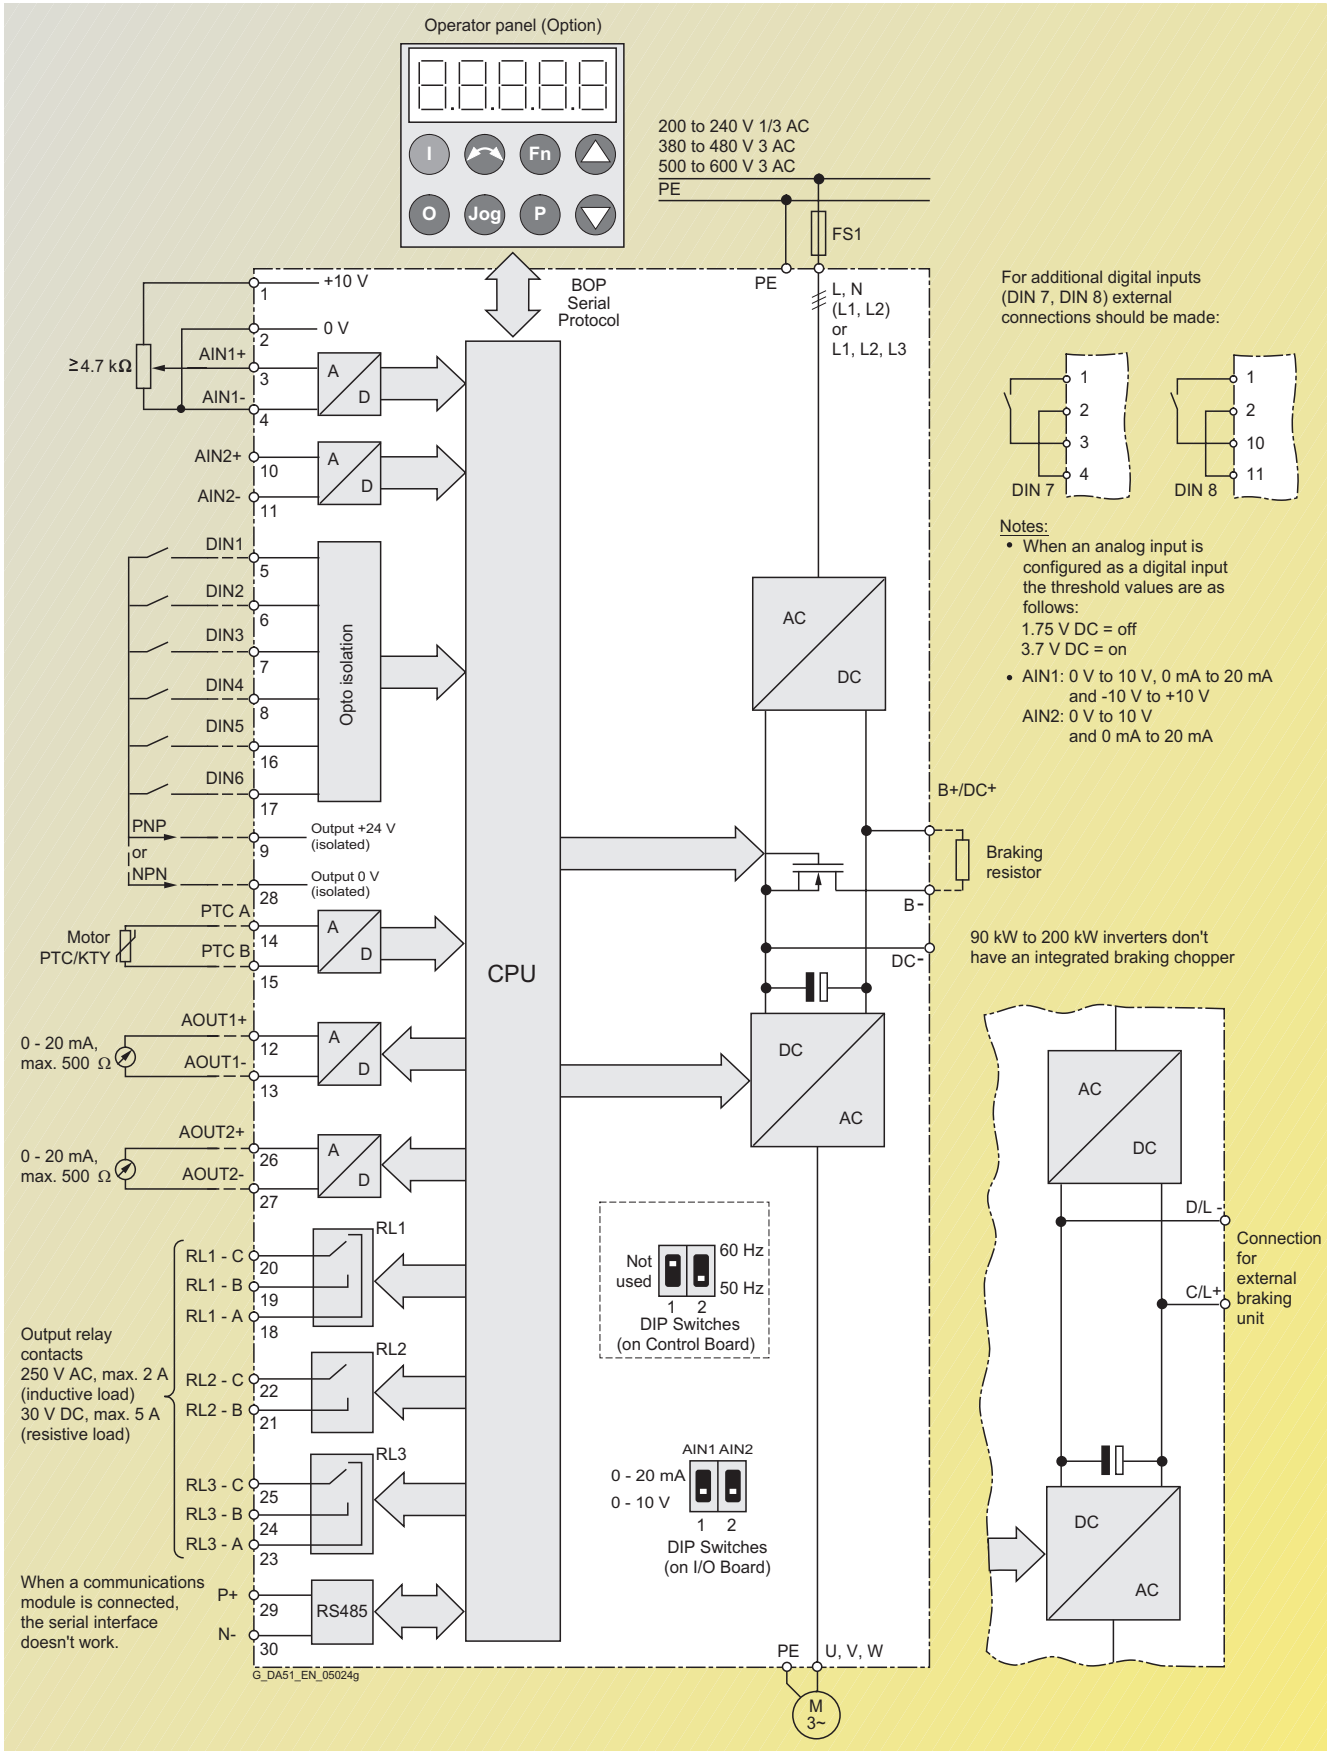 Operator panel (Option)
I
Fn
O
Jog
P
200 to 240 V 1/3 AC
380 to 480 V 3 AC
500 to 600 V 3 AC
PE
FS1
PE
BOP
Serial
Protocol
L, N
(L1, L2)
or
L1, L2, L3
+10 V
1
0 V
2
≥4.7 kΩ
AIN1+
3
AIN1-
4
A
D
AIN2+
10
AIN2-
11
A
D
DIN1
5
DIN2
6
DIN3
7
DIN4
8
DIN5
16
DIN6
17
Opto isolation
PNP
or
NPN
9
Output +24 V
(isolated)
28
Output 0 V
(isolated)
Motor
PTC/KTY
PTC A
14
PTC B
15
A
D
CPU
0 - 20 mA,
max. 500 Ω
AOUT1+
12
AOUT1-
13
A
D
0 - 20 mA,
max. 500 Ω
AOUT2+
26
AOUT2-
27
A
D
Output relay
contacts
250 V AC, max. 2 A
(inductive load)
30 V DC, max. 5 A
(resistive load)
RL1
RL1 - C
20
RL1 - B
19
RL1 - A
18
RL2
RL2 - C
22
RL2 - B
21
RL3
RL3 - C
25
RL3 - B
24
RL3 - A
23
When a communications
module is connected,
the serial interface
doesn't work.
P+
29
N-
30
RS485
G_DA51_EN_05024g
AC
DC
B+/DC+
Braking
resistor
B-
DC-
DC
AC
Not
used
60 Hz
50 Hz
1 2
DIP Switches
(on Control Board)
AIN1 AIN2
0 - 20 mA
0 - 10 V
1 2
DIP Switches
(on I/O Board)
PE
U, V, W
M
3~
For additional digital inputs
(DIN 7, DIN 8) external
connections should be made:
1
2
3
4
DIN 7
1
2
10
11
DIN 8
Notes:
• When an analog input is
configured as a digital input
the threshold values are as
follows:
1.75 V DC = off
3.7 V DC = on
• AIN1: 0 V to 10 V, 0 mA to 20 mA
and -10 V to +10 V
AIN2: 0 V to 10 V
and 0 mA to 20 mA
90 kW to 200 kW inverters don't
have an integrated braking chopper
AC
DC
D/L -
Connection
for
external
braking
unit
C/L+
DC
AC